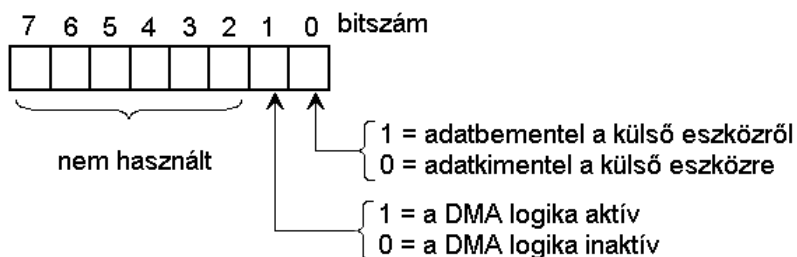 7 6 5 4 3 2 1 0 bitszám
1 = adatbementel a külső eszközről
nem használt
0 = adatkimentel a külső eszközre
1 = a DMA logika aktív
0 = a DMA logika inaktív